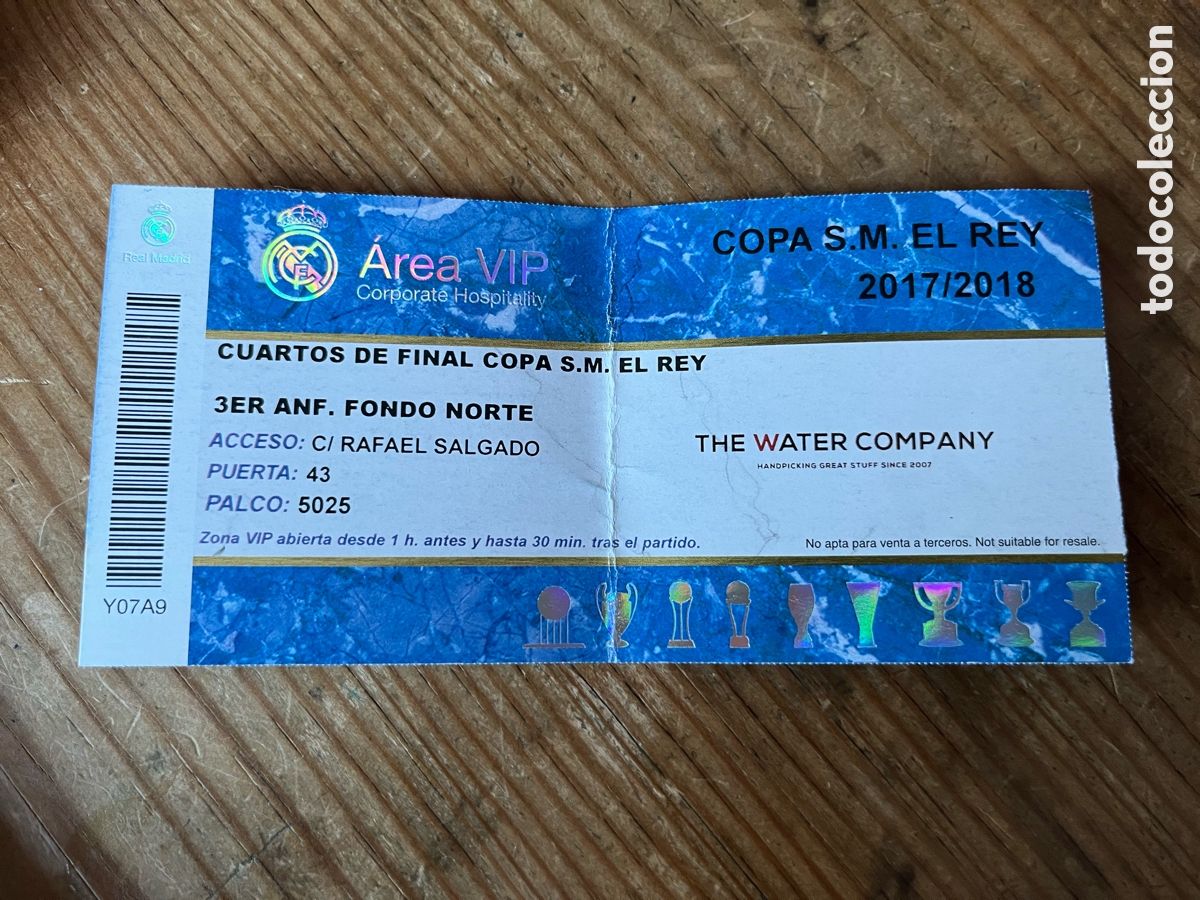 Real Madrid
Y07A9
Área VIP
Corporate Hospitality
COPA S.M. EL REY
2017/2018
CUARTOS DE FINAL COPA S.M. EL REY
3ER ANF. FONDO NORTE
ACCESO: C/ RAFAEL SALGADO
PUERTA: 43
PALCO: 5025
Zona VIP abierta desde 1 h. antes y hasta 30 min. tras el partido.
THE WATER COMPANY
HANDPICKING GREAT STUFF SINCE 2007
No apta para venta a terceros. Not suitable for resale.
todocoleccion